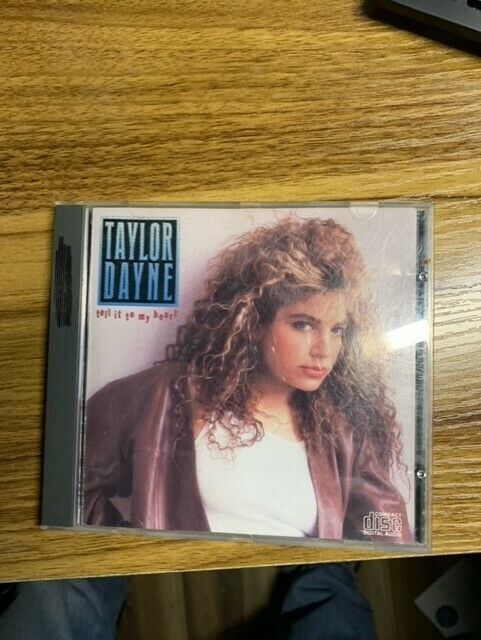 TAYLOR
DAYNE
tell it to my heart
COMPACT
disc
DIGITAL AUDIO